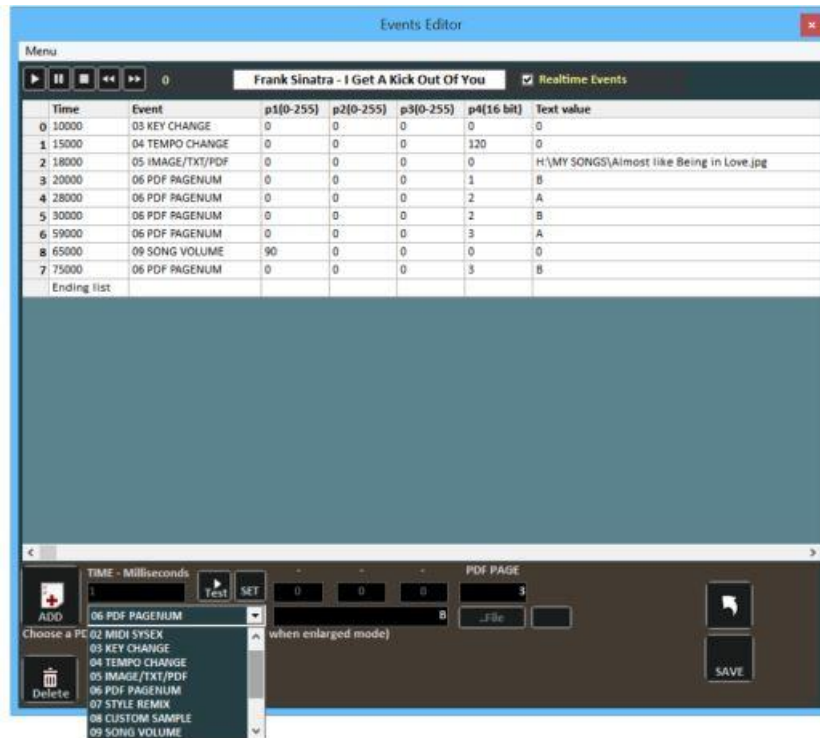 Events Editor
x
Menu
0 Frank Sinatra - I Get A Kick Out Of You Realtime Events
Time Event p1(0-255) p2(0-255) p3(0-255) p4(16 bit) Text value
0 10000 03 KEY CHANGE 0 0 0 0 0
1 15000 04 TEMPO CHANGE 0 0 0 120 0
2 18000 05 IMAGE/TXT/PDF 0 0 0 0 H:\MY SONGS\Almost like Being in Love.jpg
3 20000 06 PDF PAGENUM 0 0 0 1 B
4 28000 06 PDF PAGENUM 0 0 0 2 A
5 30000 06 PDF PAGENUM 0 0 0 2 B
6 59000 06 PDF PAGENUM 0 0 0 3 A
8 65000 09 SONG VOLUME 90 0 0 0 0
7 75000 06 PDF PAGENUM 0 0 0 3 B
Ending list
TIME - Milliseconds - - - PDF PAGE
1 Test SET 0 0 0 3
ADD 06 PDF PAGENUM B ..File
Choose a PD when enlarged mode)
02 MIDI SYSEX
03 KEY CHANGE
04 TEMPO CHANGE
05 IMAGE/TXT/PDF
06 PDF PAGENUM
07 STYLE REMIX
08 CUSTOM SAMPLE
09 SONG VOLUME
Delete
SAVE